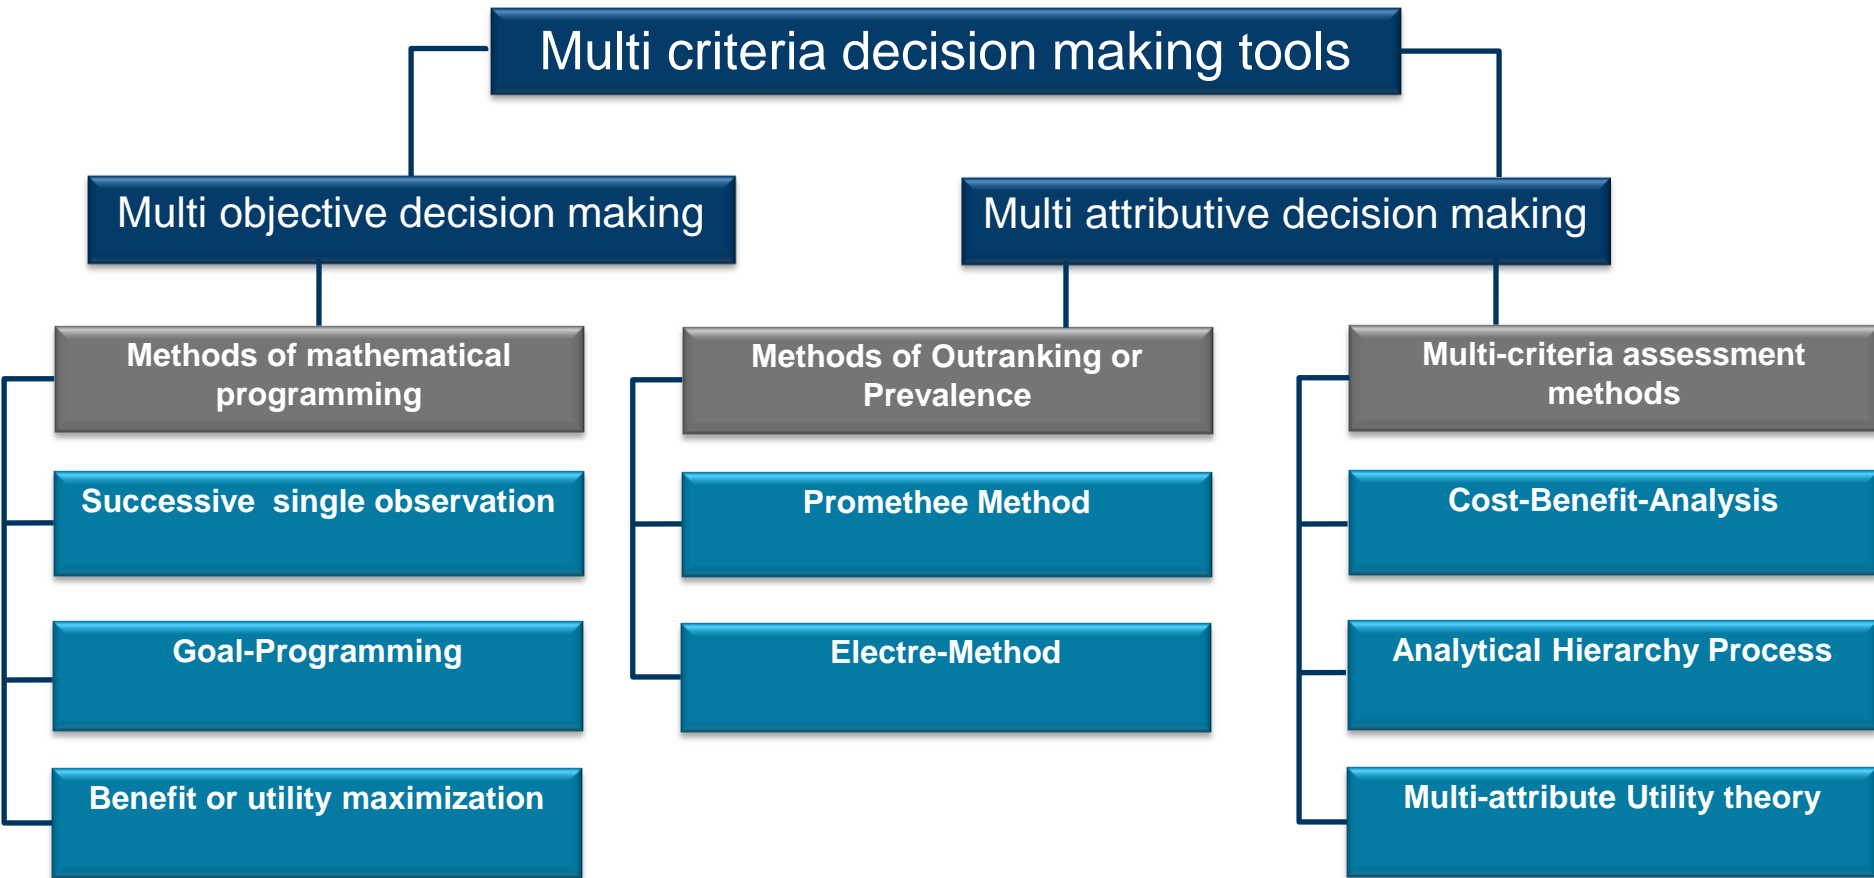 Multi criteria decision making tools
Multi objective decision making
Multi attributive decision making
Methods of mathematical
programming
Successive single observation
Goal-Programming
Benefit or utility maximization
Methods of Outranking or
Prevalence
Promethee Method
Electre-Method
Multi-criteria assessment
methods
Cost-Benefit-Analysis
Analytical Hierarchy Process
Multi-attribute Utility theory